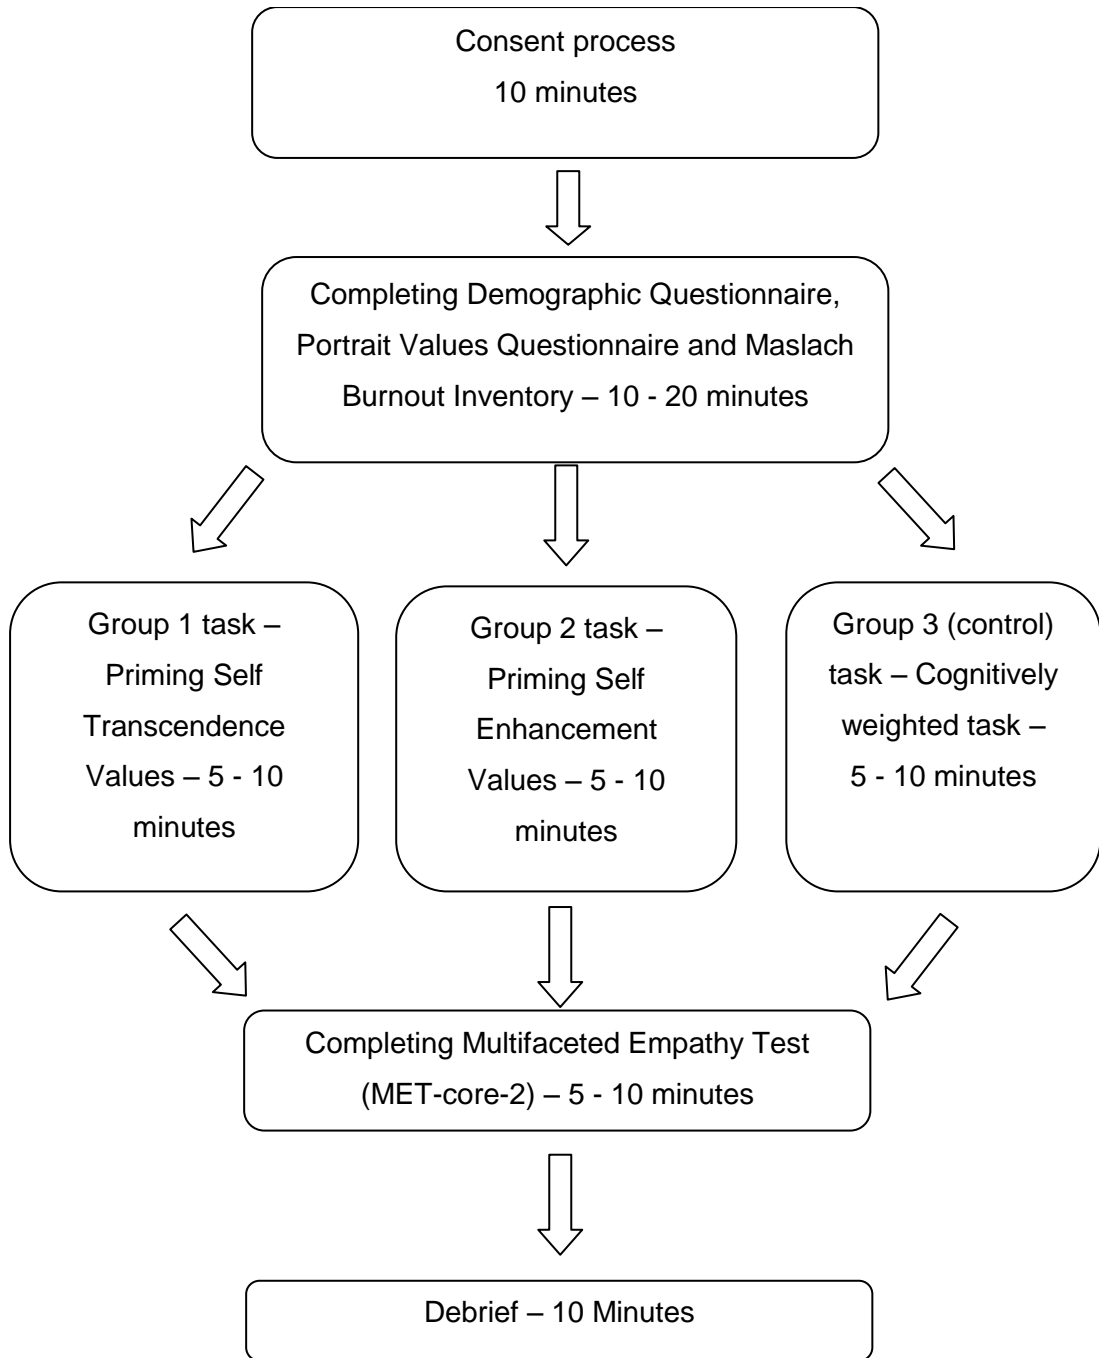 Consent process
10 minutes
Completing Demographic Questionnaire,
Portrait Values Questionnaire and Maslach
Burnout Inventory – 10 - 20 minutes
Group 1 task –
Priming Self
Transcendence
Values – 5 - 10
minutes
Group 2 task –
Priming Self
Enhancement
Values – 5 - 10
minutes
Group 3 (control)
task – Cognitively
weighted task –
5 - 10 minutes
Completing Multifaceted Empathy Test
(MET-core-2) – 5 - 10 minutes
Debrief – 10 Minutes